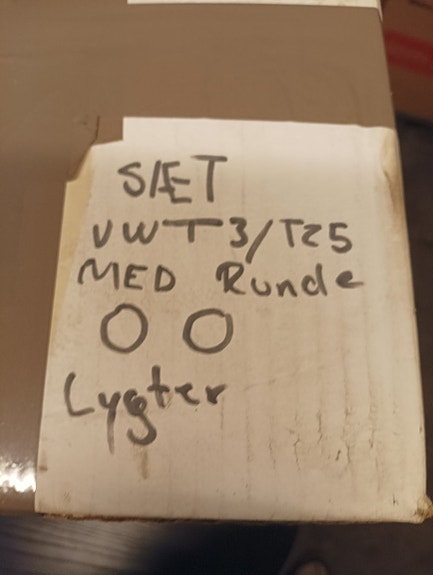 SÆT
VW T3/T25
MED Runde
O O
Lygter